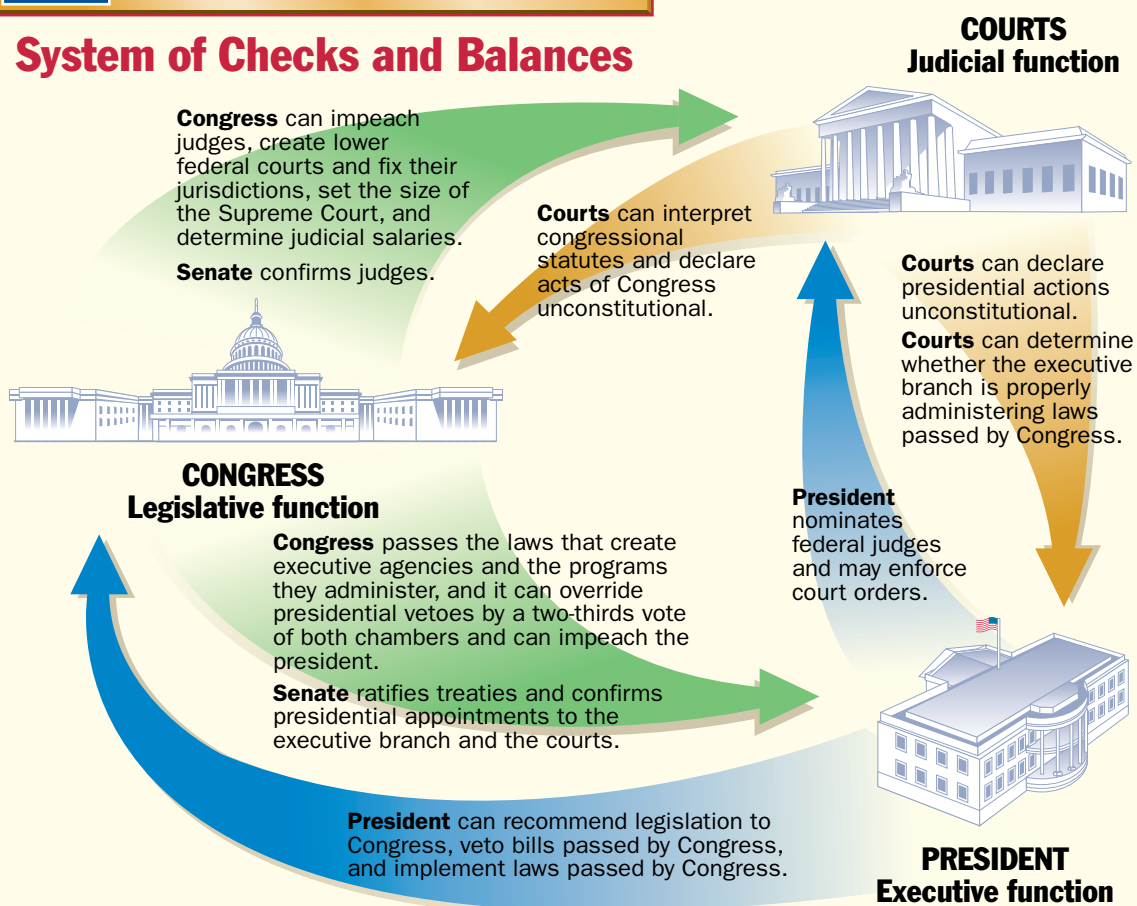 System of Checks and Balances
COURTS
Judicial function
Congress can impeach
judges, create lower
federal courts and fix their
jurisdictions, set the size of
the Supreme Court, and
determine judicial salaries.
Senate confirms judges.
Courts can interpret
congressional
statutes and declare
acts of Congress
unconstitutional.
Courts can declare
presidential actions
unconstitutional.
Courts can determine
whether the executive
branch is properly
administering laws
passed by Congress.
CONGRESS
Legislative function
President
nominates
federal judges
and may enforce
court orders.
Congress passes the laws that create
executive agencies and the programs
they administer, and it can override
presidential vetoes by a two-thirds vote
of both chambers and can impeach the
president.
Senate ratifies treaties and confirms
presidential appointments to the
executive branch and the courts.
President can recommend legislation to
Congress, veto bills passed by Congress,
and implement laws passed by Congress.
PRESIDENT
Executive function